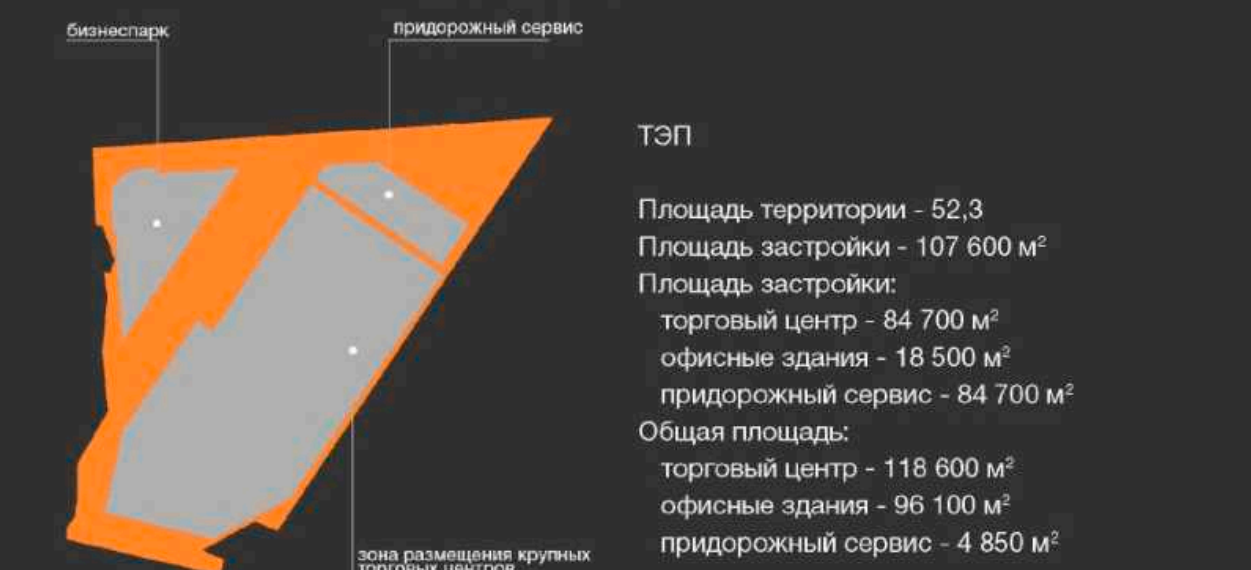 бизнеспарк
придорожный сервис
ТЭП
Площадь территории - 52,3
Площадь застройки - 107 600 м²
Площадь застройки:
торговый центр - 84 700 м²
офисные здания - 18 500 м²
придорожный сервис - 84 700 м²
Общая площадь:
торговый центр - 118 600 м²
офисные здания - 96 100 м²
придорожный сервис - 4 850 м²
зона размещения крупных
торговых центров